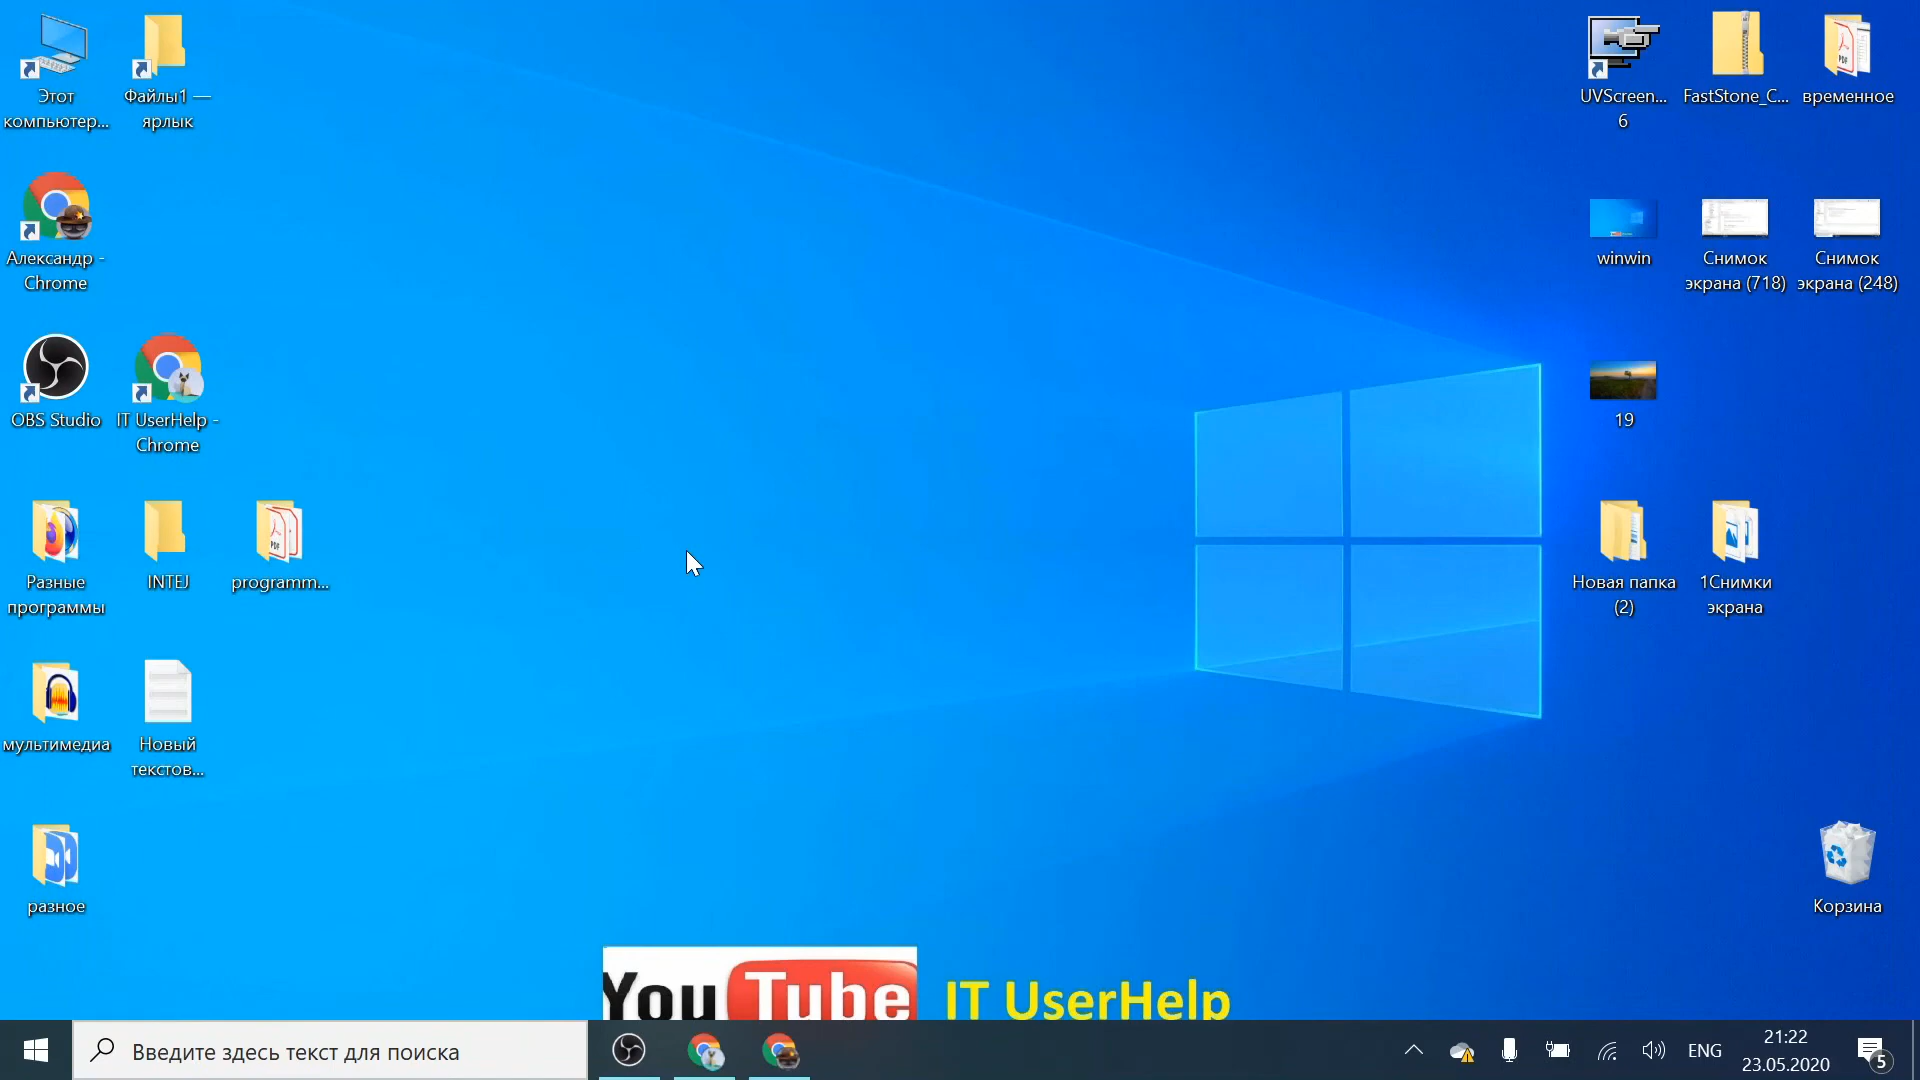 Этот
компьютер...
Файлы1 —
ярлык
UVScreen...
6
FastStone_C...
временное
PDF
Александр -
Chrome
winwin
Снимок
экрана (718)
Снимок
экрана (248)
OBS Studio
IT UserHelp -
Chrome
19
Разные
программы
INTEJ
PDF
programm...
Новая папка
(2)
1Снимки
экрана
мультимедиа
Новый
текстов...
разное
Корзина
YouTube
IT UserHelp
Введите здесь текст для поиска
ENG
21:22
23.05.2020
5